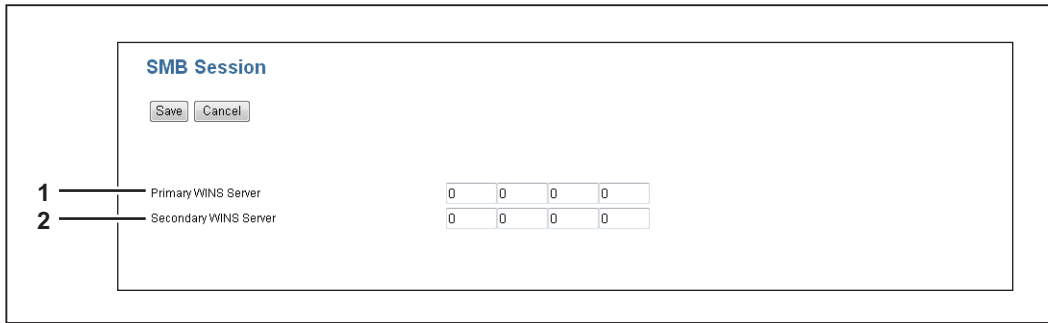 SMB Session
Save Cancel
1 Primary WINS Server 0 0 0 0
2 Secondary WINS Server 0 0 0 0